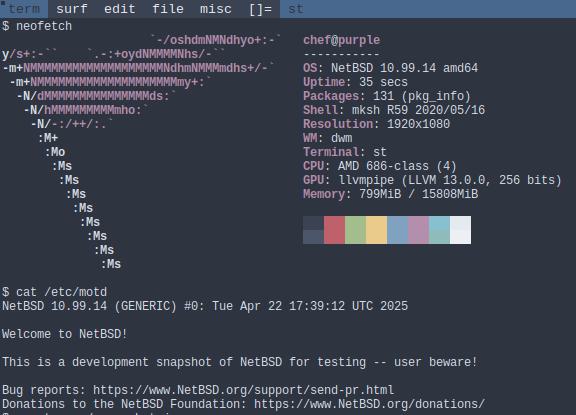 term surf edit file misc []= st
$ neofetch
`-/oshdmNMNdhyo+:-` chef@purple
y/s+:-`` `.-:+oydNMMMMNhs/-`` -----------
-m+NMMMMMMMMMMMMMMMMMMMNdhmNMMMmdhs+/-` OS: NetBSD 10.99.14 amd64
-m+NMMMMMMMMMMMMMMMMMMMMmy+:` Uptime: 35 secs
-N/dMMMMMMMMMMMMMMMds:` Packages: 131 (pkg_info)
-N/hMMMMMMMMMmho:` Shell: mksh R59 2020/05/16
-N/-:/++/:.` Resolution: 1920x1080
:M+ WM: dwm
:Mo Terminal: st
:Ms CPU: AMD 686-class (4)
:Ms GPU: llvmpipe (LLVM 13.0.0, 256 bits)
:Ms Memory: 799MiB / 15808MiB
:Ms
:Ms
:Ms
:Ms
:Ms
$ cat /etc/motd
NetBSD 10.99.14 (GENERIC) #0: Tue Apr 22 17:39:12 UTC 2025
Welcome to NetBSD!
This is a development snapshot of NetBSD for testing -- user beware!
Bug reports: https://www.NetBSD.org/support/send-pr.html
Donations to the NetBSD Foundation: https://www.NetBSD.org/donations/